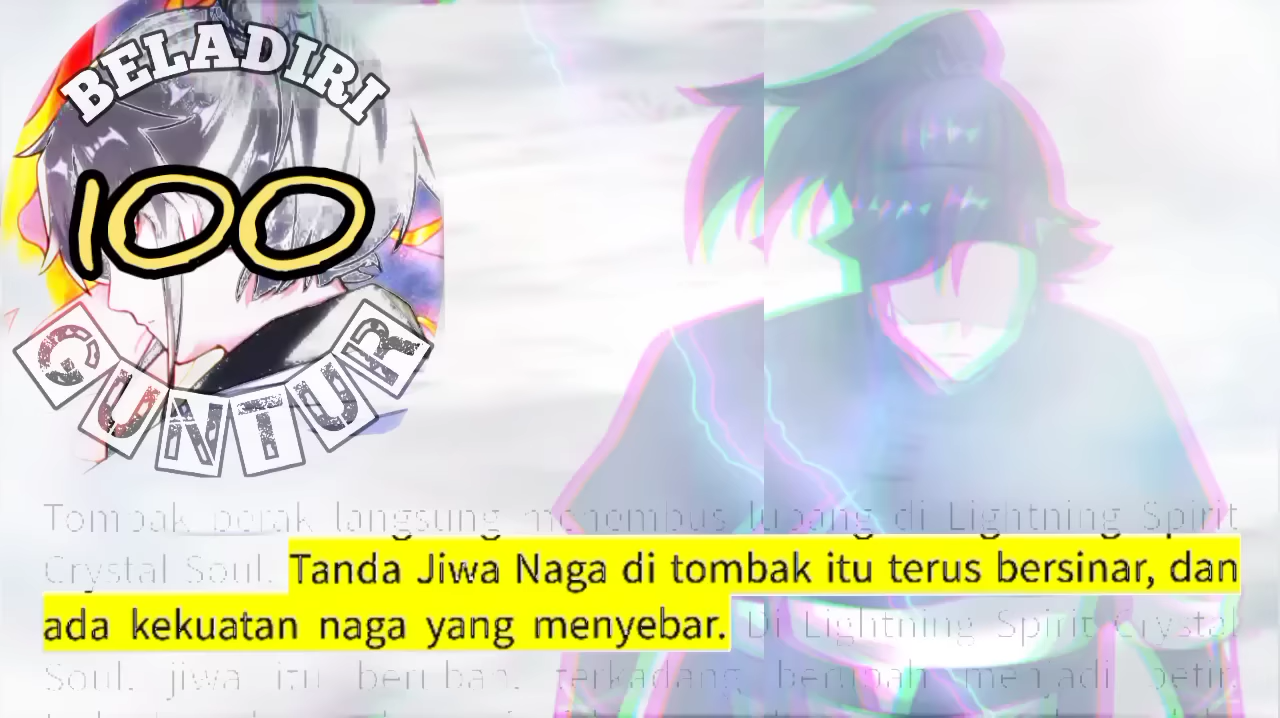 BELADIRI
100
GUNTUR
Tombak perak langsung menembus lubang di Lightning Spirit
Crystal Soul. Tanda Jiwa Naga di tombak itu terus bersinar, dan
ada kekuatan naga yang menyebar. Di Lightning Spirit Crystal
Soul, jiwa izu berubah, terkadang berubah menjadi petir,